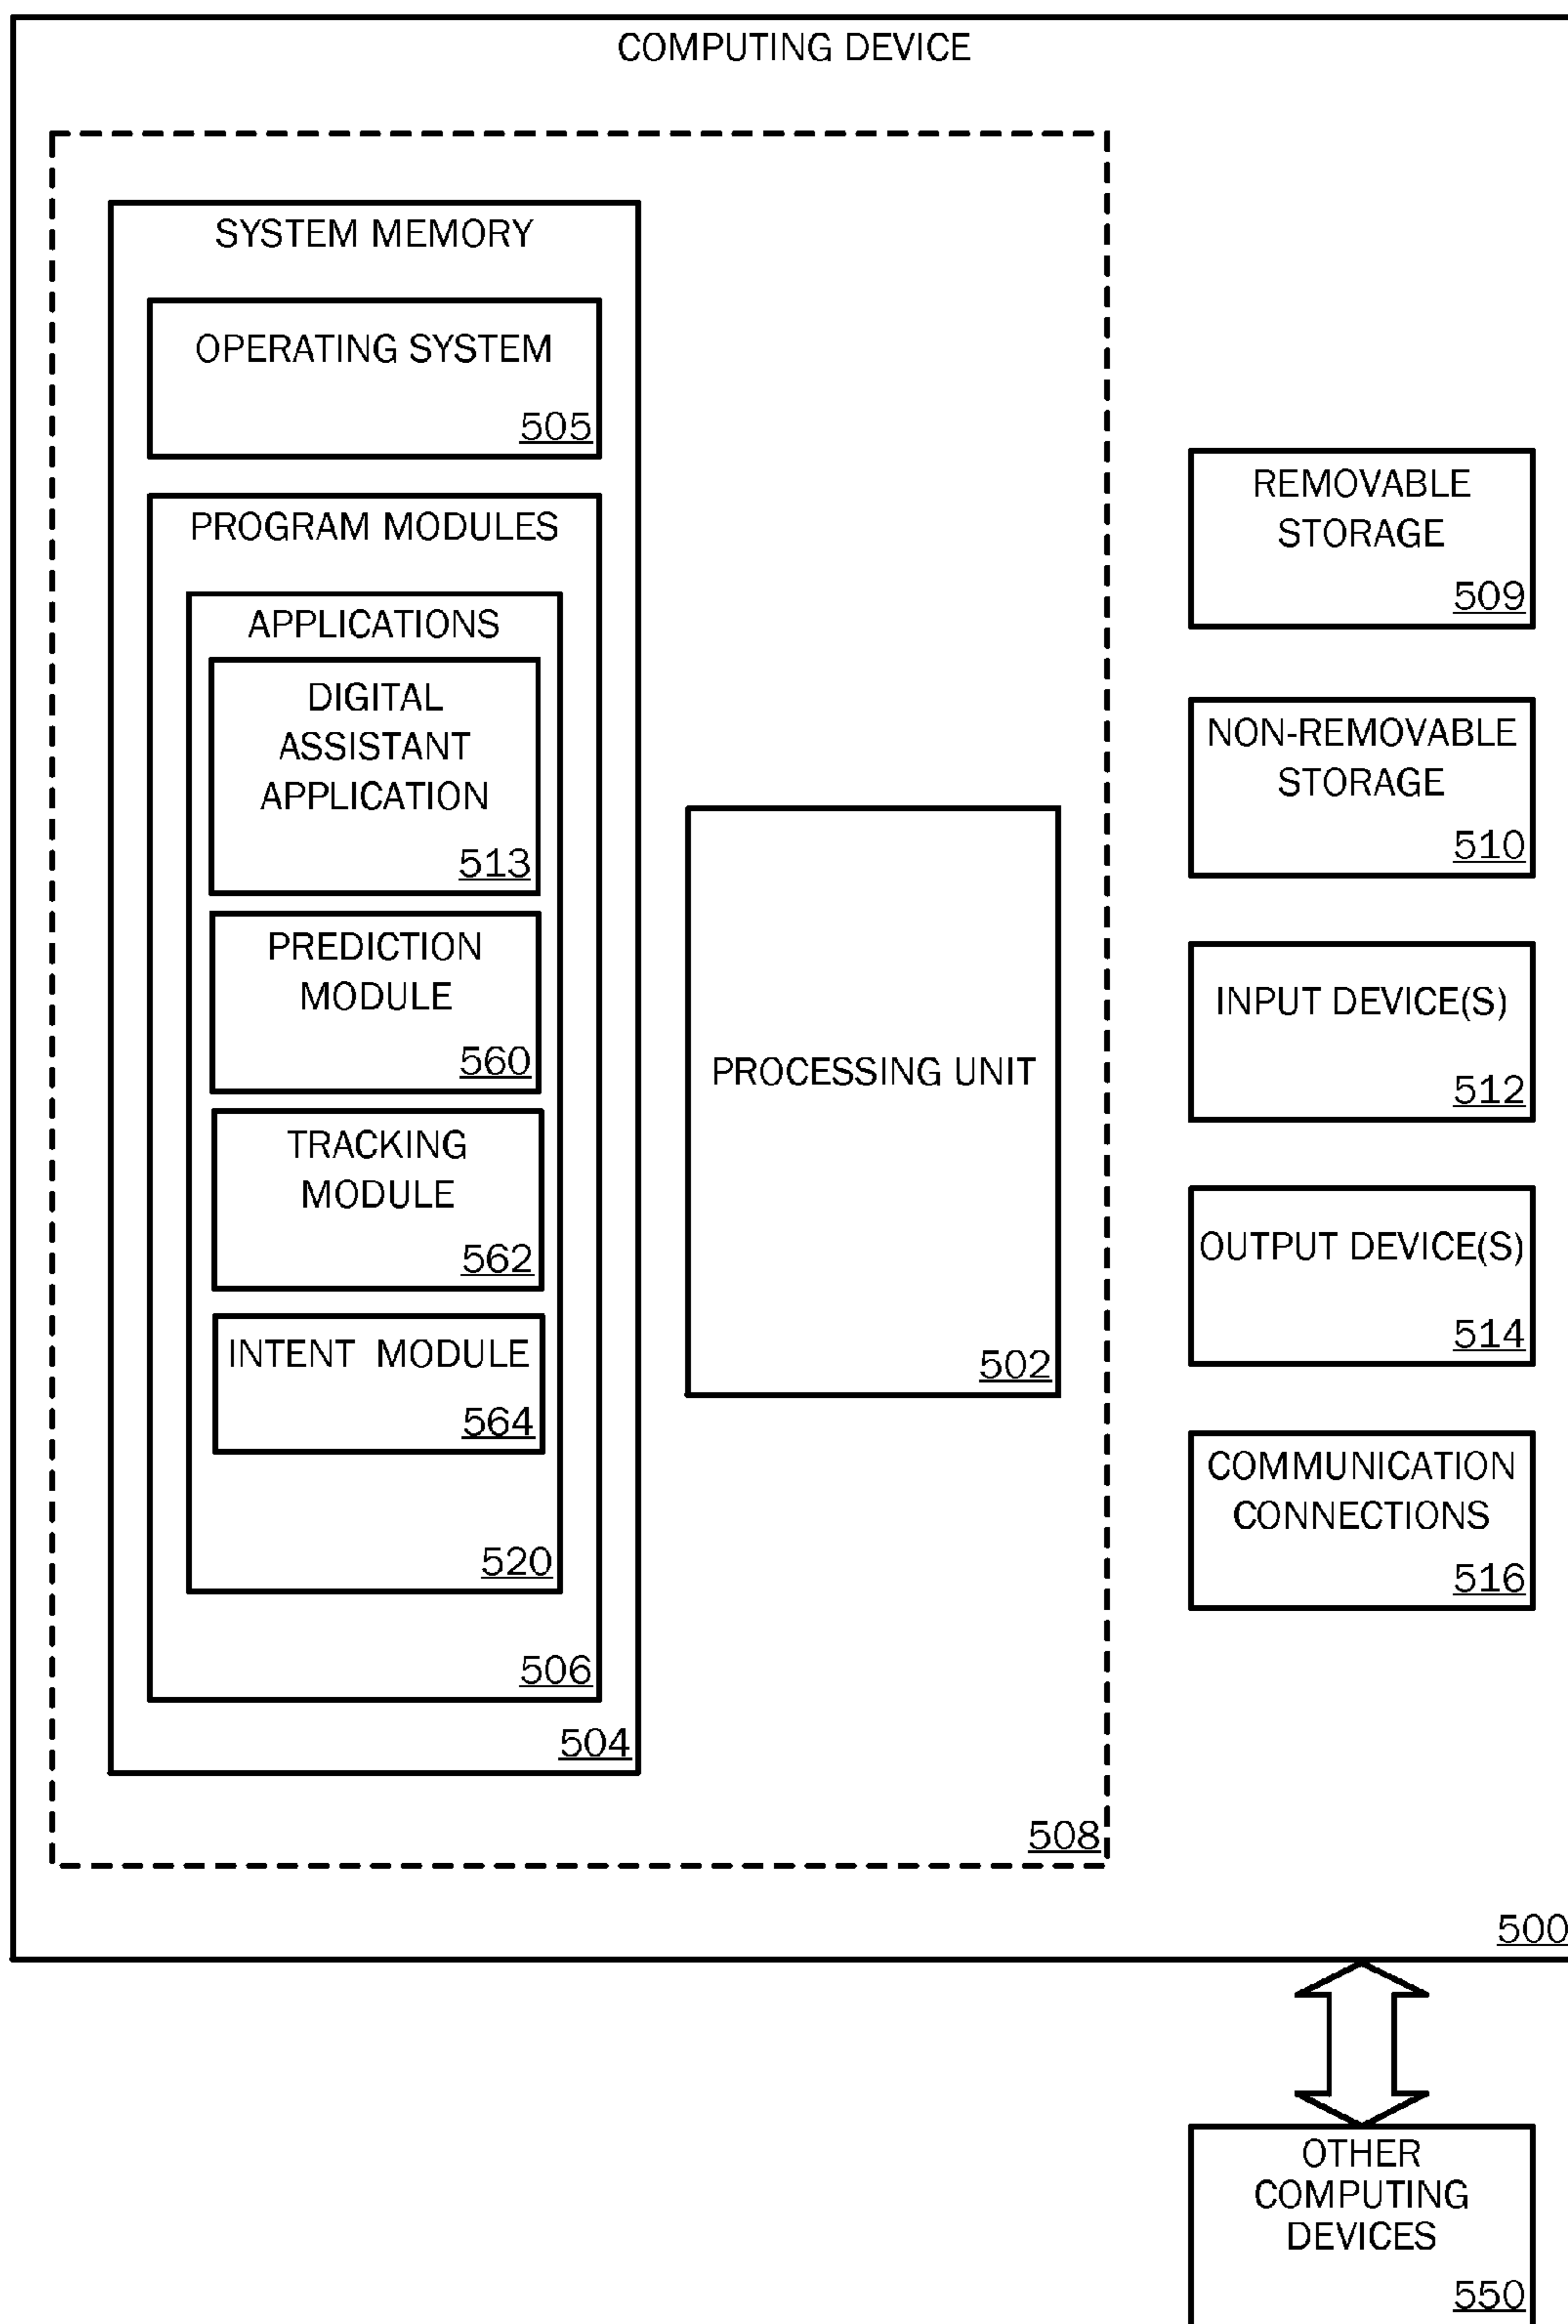 COMPUTING DEVICE
SYSTEM MEMORY
OPERATING SYSTEM
505
PROGRAM MODULES
APPLICATIONS
DIGITAL
ASSISTANT
APPLICATION
513
PREDICTION
MODULE
560
TRACKING
MODULE
562
INTENT MODULE
564
520
506
504
PROCESSING UNIT
502
508
REMOVABLE
STORAGE
509
NON-REMOVABLE
STORAGE
510
INPUT DEVICE(S)
512
OUTPUT DEVICE(S)
514
COMMUNICATION
CONNECTIONS
516
500
OTHER
COMPUTING
DEVICES
550